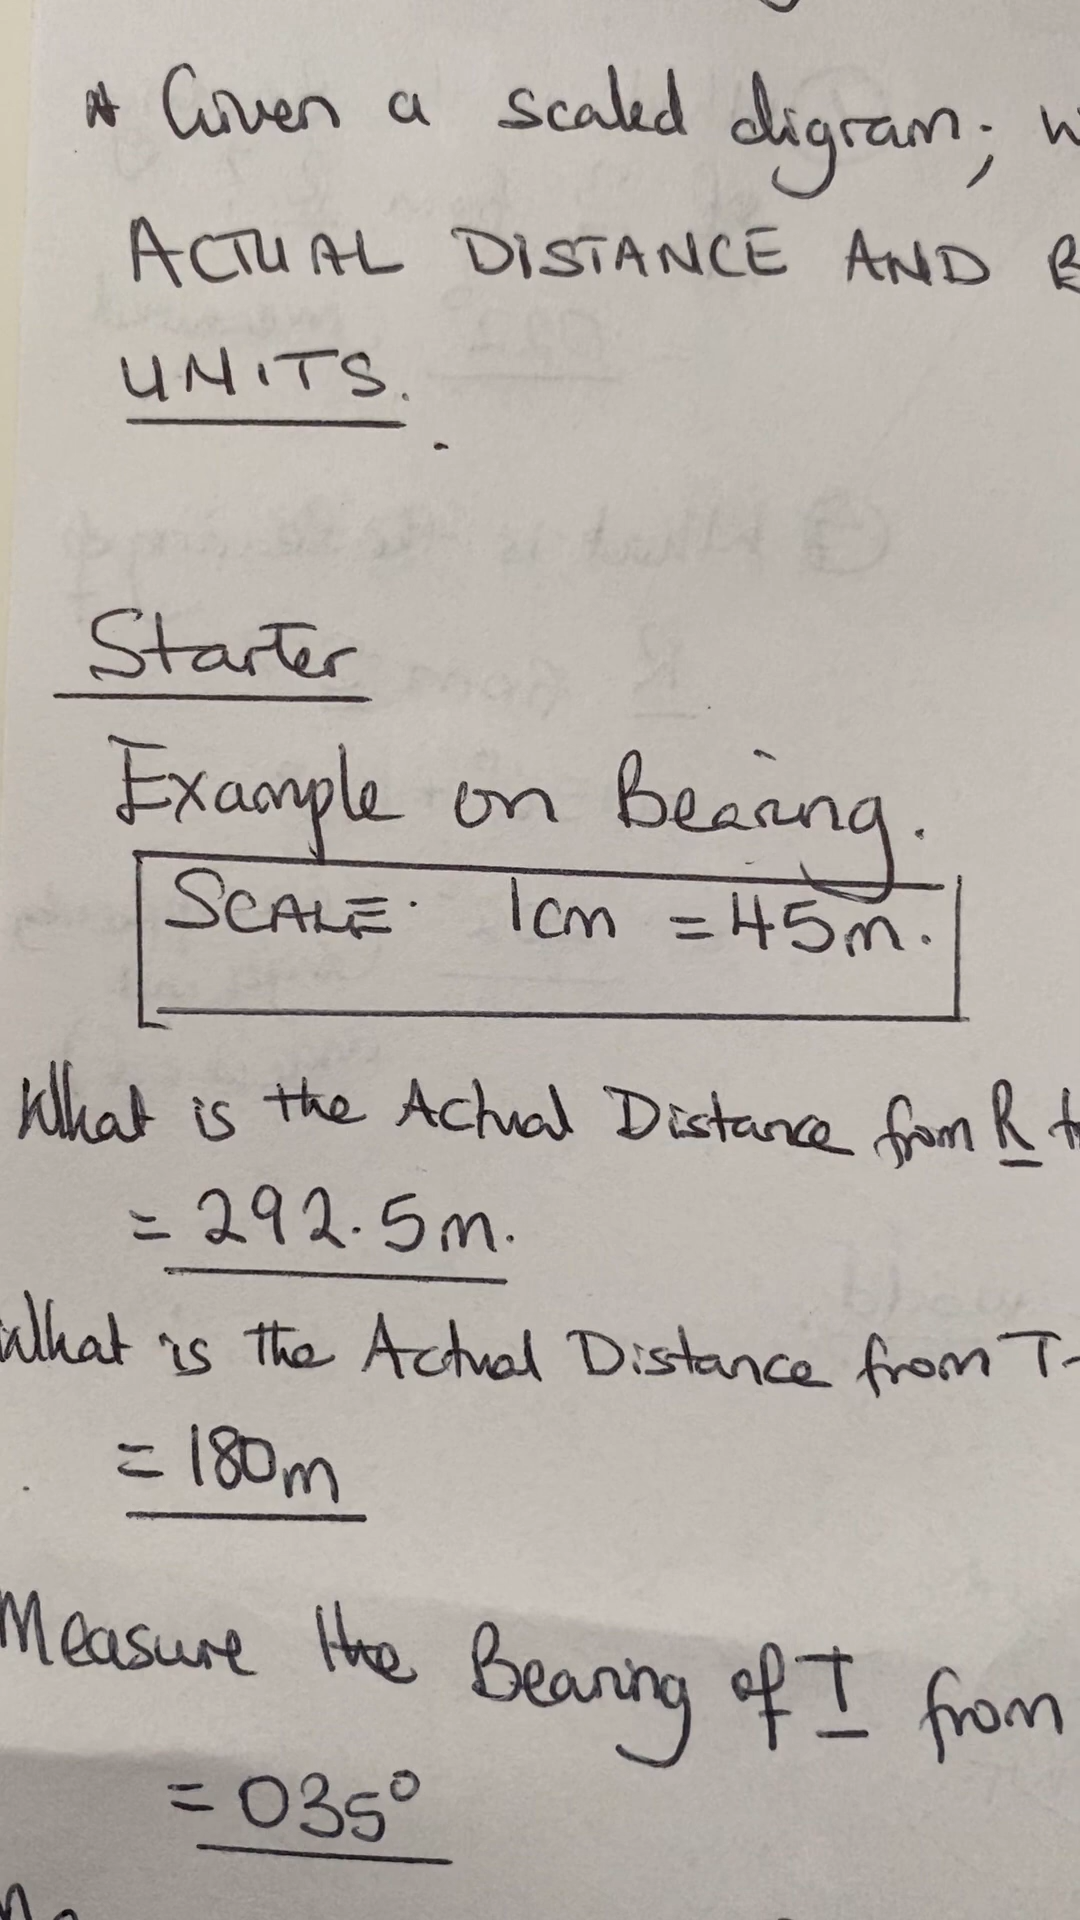 * Given a scaled digram;
ACTUAL DISTANCE AND
UNITS.
Starter
Example on Bearing.
SCALE: 1cm = 45m.
What is the Actual Distance from R
= 292.5m.
What is the Actual Distance from T
= 180m
Measure the Bearing of T from
= 035°